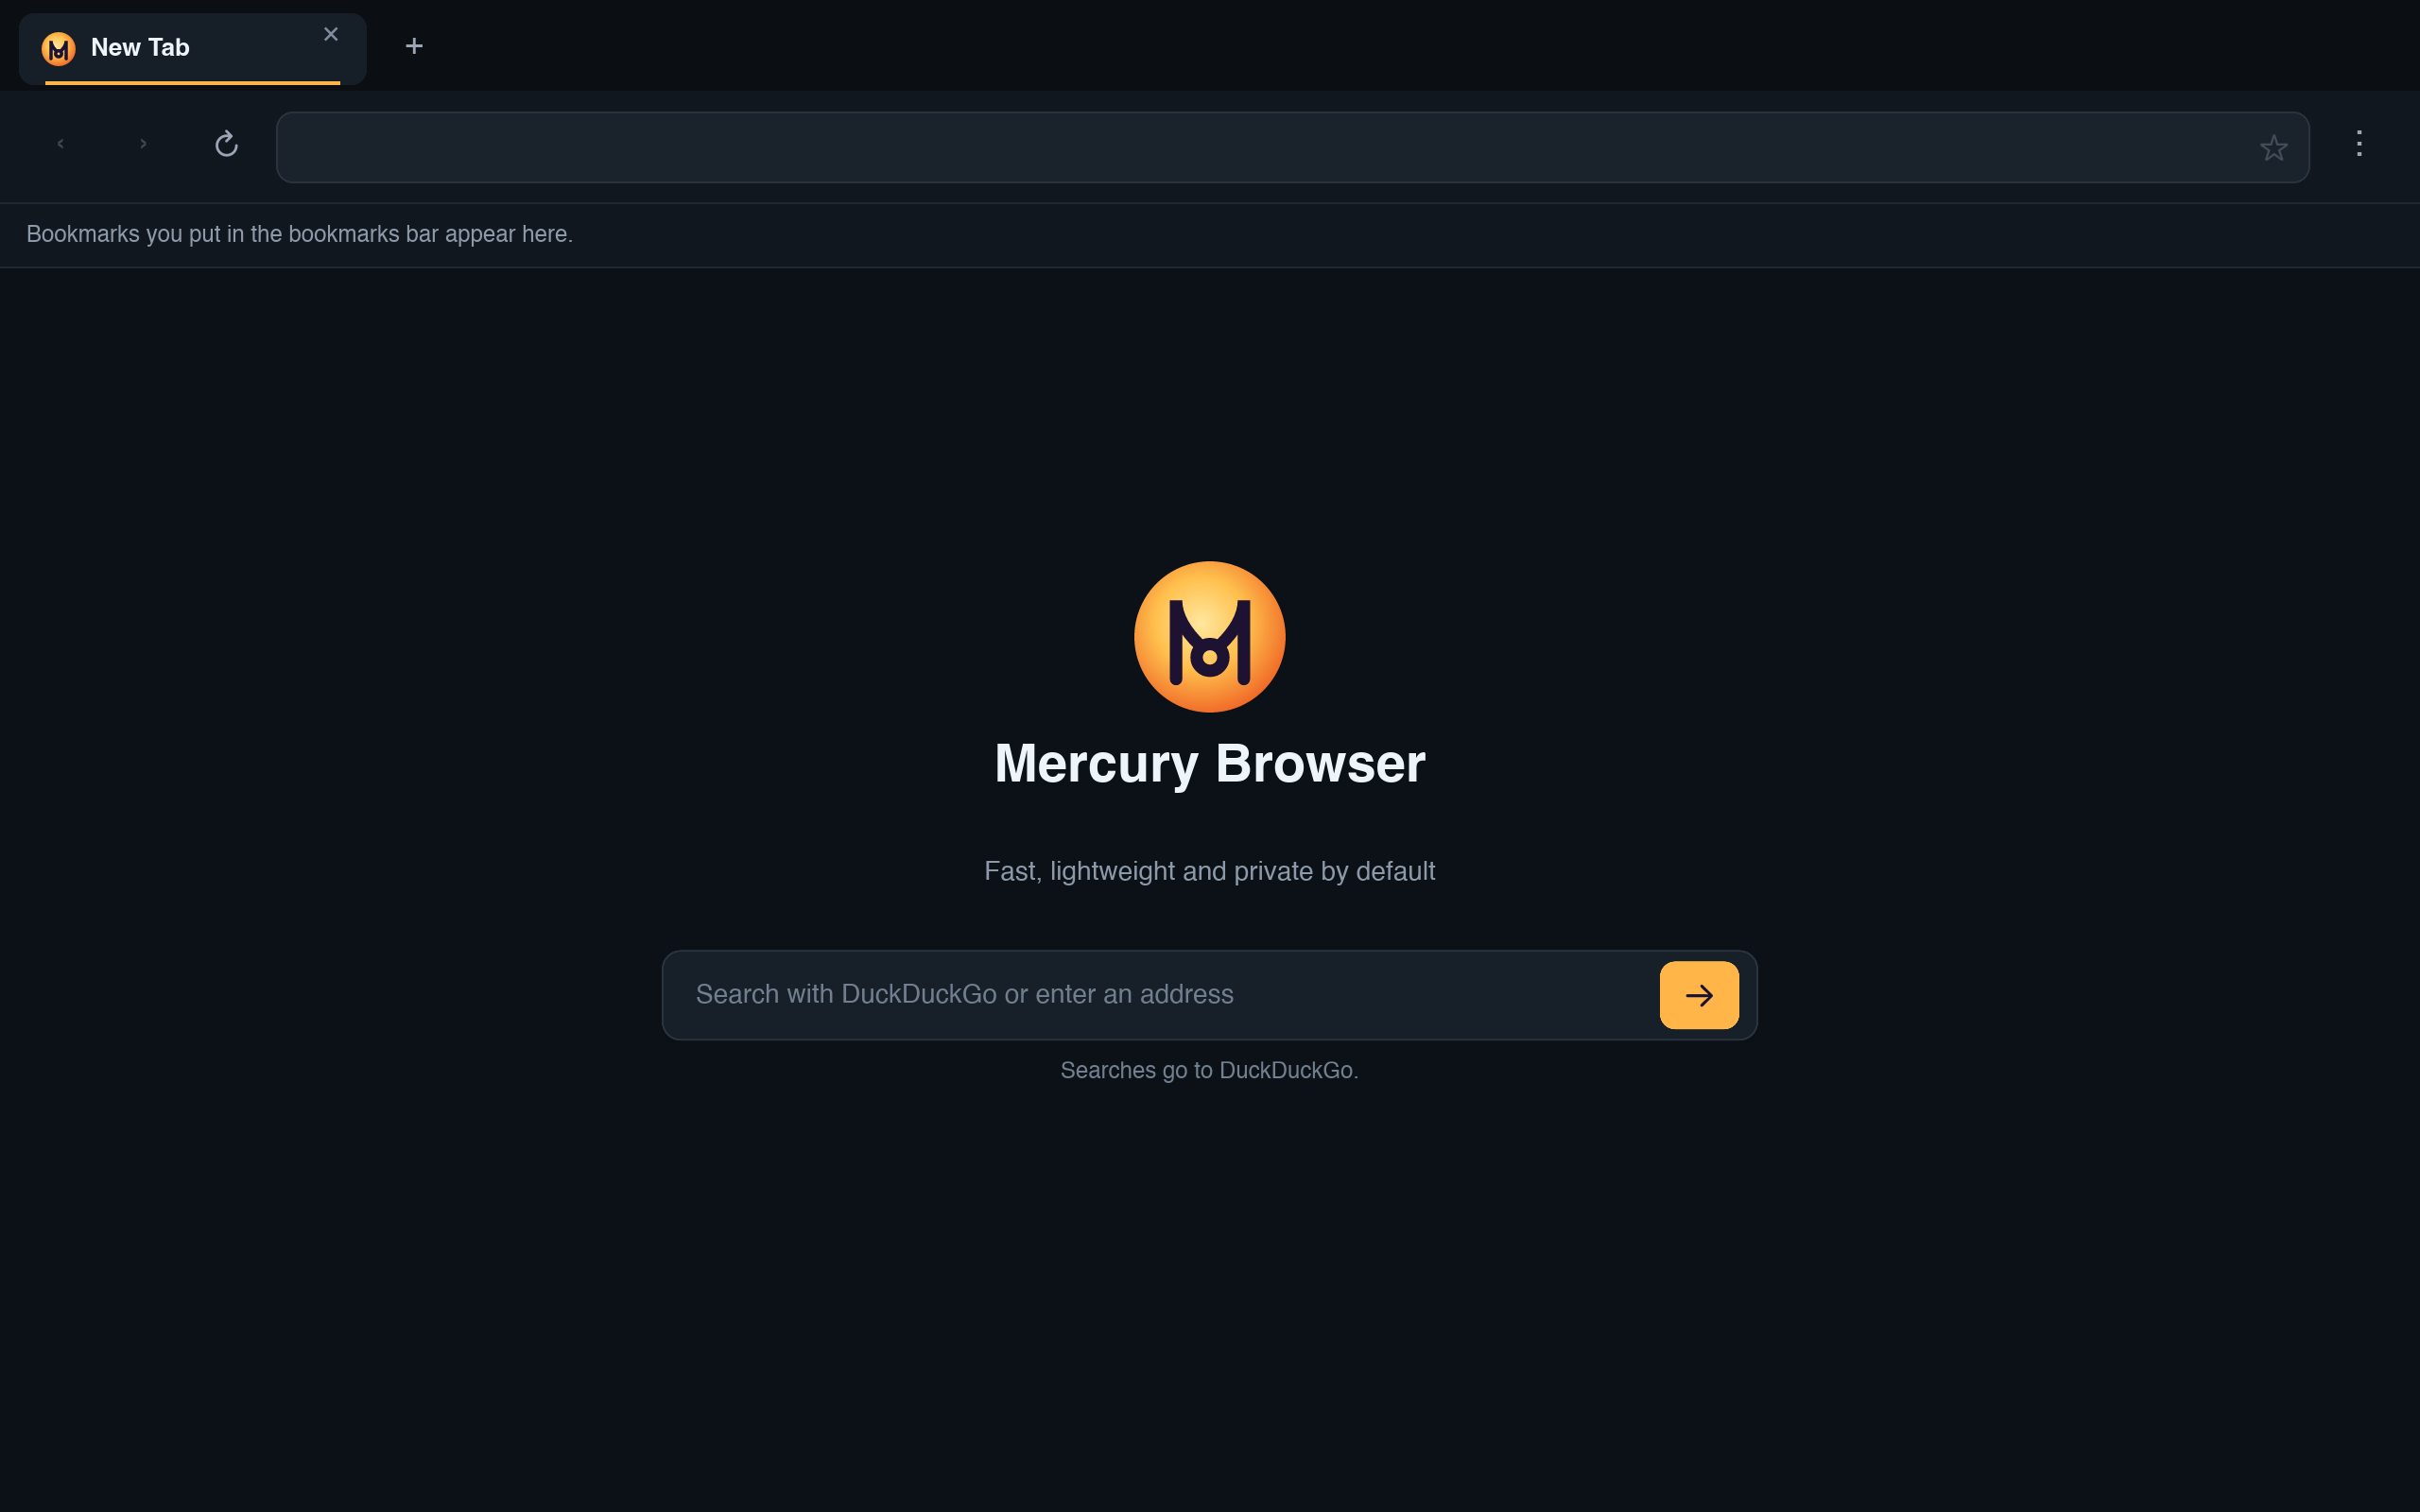 New Tab
Bookmarks you put in the bookmarks bar appear here.
Mercury Browser
Fast, lightweight and private by default
Search with DuckDuckGo or enter an address
Searches go to DuckDuckGo.